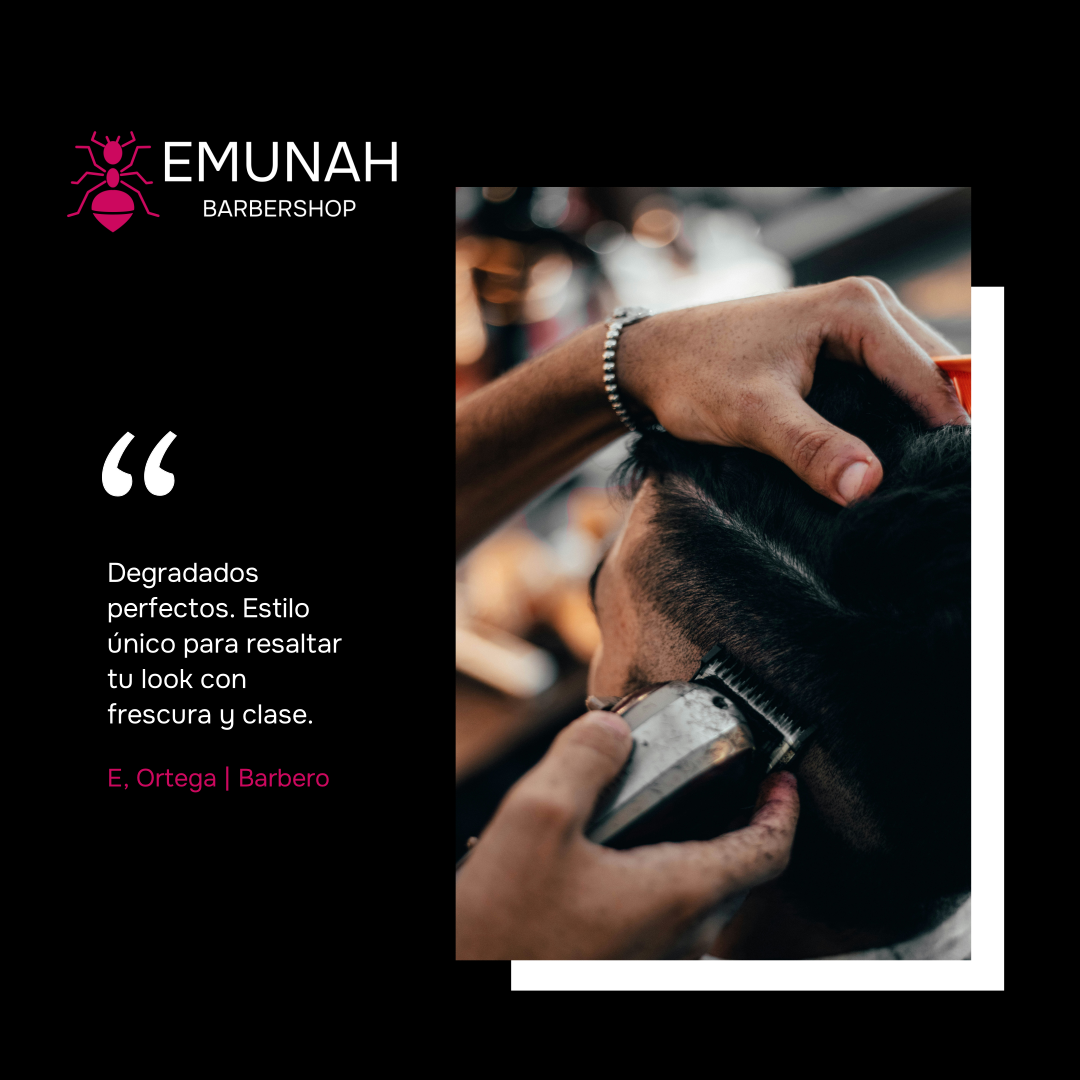 EMUNAH
BARBERSHOP
“
Degradados
perfectos. Estilo
único para resaltar
tu look con
frescura y clase.
E, Ortega | Barbero